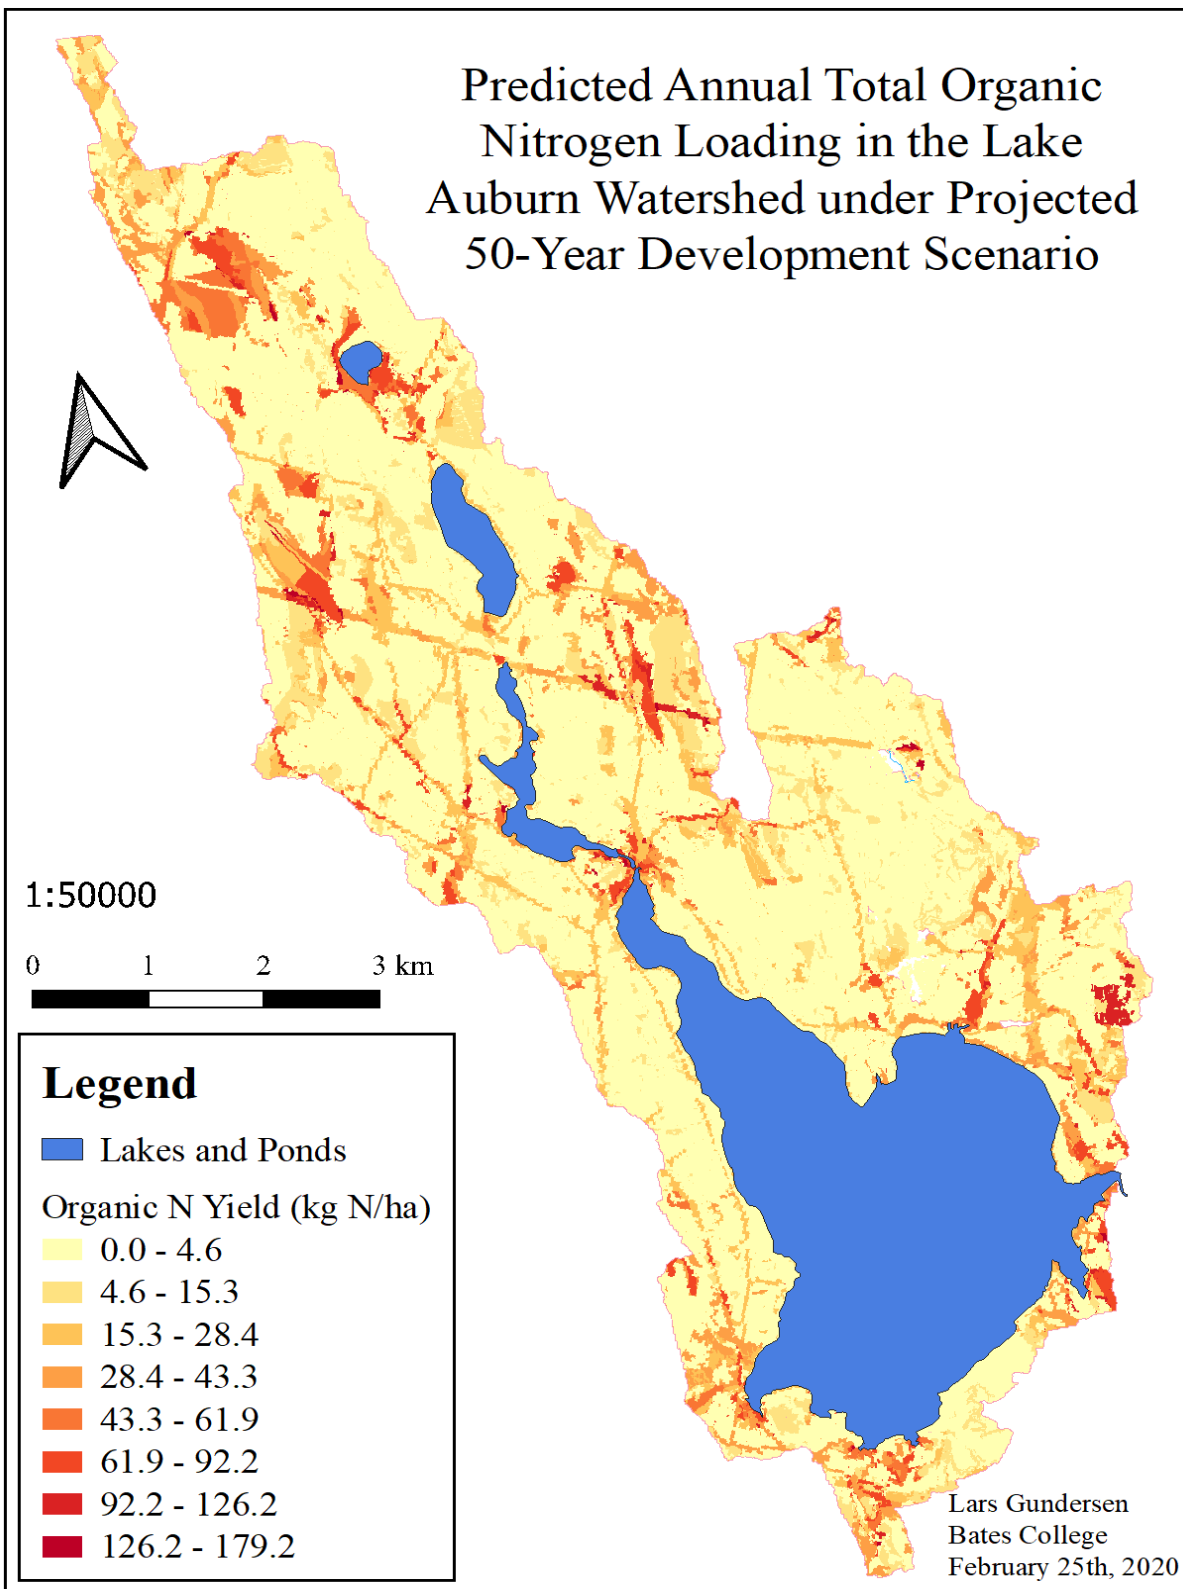 Predicted Annual Total Organic
Nitrogen Loading in the Lake
Auburn Watershed under Projected
50-Year Development Scenario
1:50000
0 1 2 3 km
Legend
Lakes and Ponds
Organic N Yield (kg N/ha)
0.0 - 4.6
4.6 - 15.3
15.3 - 28.4
28.4 - 43.3
43.3 - 61.9
61.9 - 92.2
92.2 - 126.2
126.2 - 179.2
Lars Gundersen
Bates College
February 25th, 2020